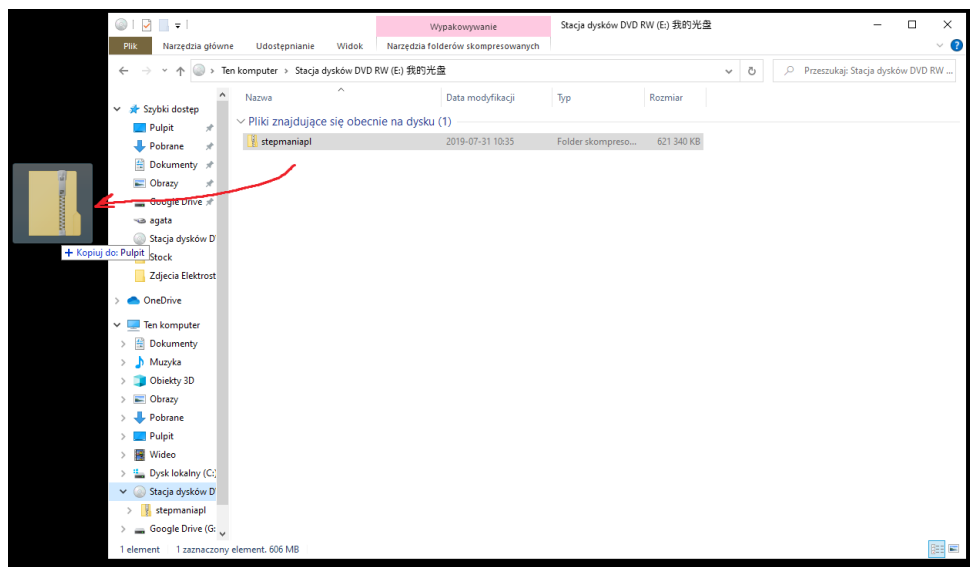 Wypakowywanie
Stacja dysków DVD RW (E:) 我的光盘
Plik
Narzędzia główne
Udostępnianie
Widok
Narzędzia folderów skompresowanych
Ten komputer > Stacja dysków DVD RW (E:) 我的光盘
Przeszukaj: Stacja dysków DVD RW ...
Nazwa
Data modyfikacji
Typ
Rozmiar
Pliki znajdujące się obecnie na dysku (1)
stepmaniapl
2019-07-31 10:35
Folder skompreso...
621 340 KB
Szybki dostęp
Pulpit
Pobrane
Dokumenty
Obrazy
Google Drive
agata
Stacja dysków D
+ Kopiuj do: Pulpit
Stock
Zdjecia Elektrost
OneDrive
Ten komputer
Dokumenty
Muzyka
Obiekty 3D
Obrazy
Pobrane
Pulpit
Wideo
Dysk lokalny (C:)
Stacja dysków D
stepmaniapl
Google Drive (G:
1 element
1 zaznaczony element. 606 MB